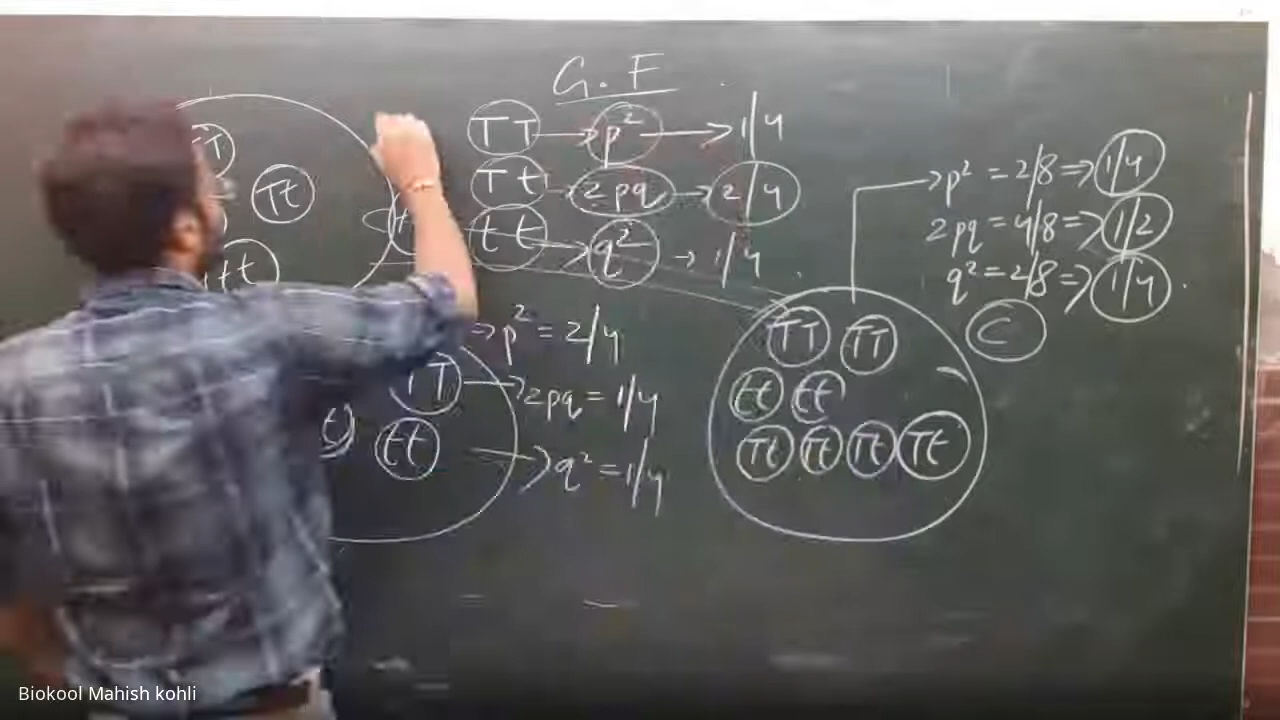 G.F
TT → p² → 1/4
Tt → 2pq → 2/4
tt → q² → 1/4
Tt
tt
→ p² = 2/8 ⇒ 1/4
2pq = 4/8 ⇒ 1/2
q² = 2/8 ⇒ 1/4
C
→ p² = 2/4
→ 2pq = 1/4
→ q² = 1/4
tt
TT TT
tt tt
Tt Tt Tt Tt
Biokool Mahish kohli